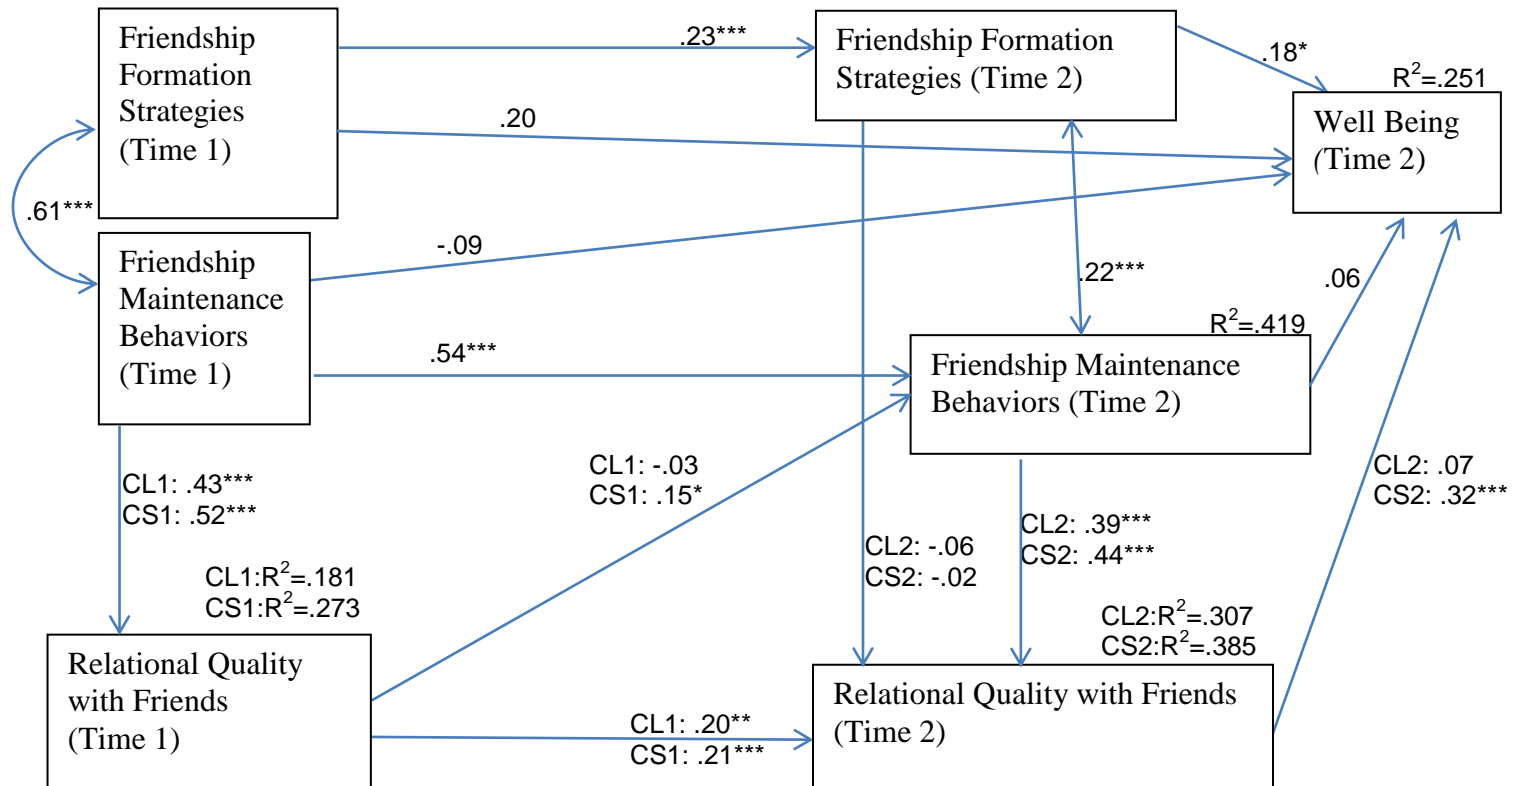 Friendship
Formation
Strategies
(Time 1)
.23***
Friendship Formation
Strategies (Time 2)
.18*
R²=.251
Well Being
(Time 2)
.20
.61***
Friendship
Maintenance
Behaviors
(Time 1)
-.09
.22***
.06
R²=.419
.54***
Friendship Maintenance
Behaviors (Time 2)
CL1: .43***
CS1: .52***
CL1: -.03
CS1: .15*
CL2: -.06
CS2: -.02
CL2: .39***
CS2: .44***
CL2: .07
CS2: .32***
CL1:R²=.181
CS1:R²=.273
CL2:R²=.307
CS2:R²=.385
Relational Quality
with Friends
(Time 1)
CL1: .20**
CS1: .21***
Relational Quality with Friends
(Time 2)